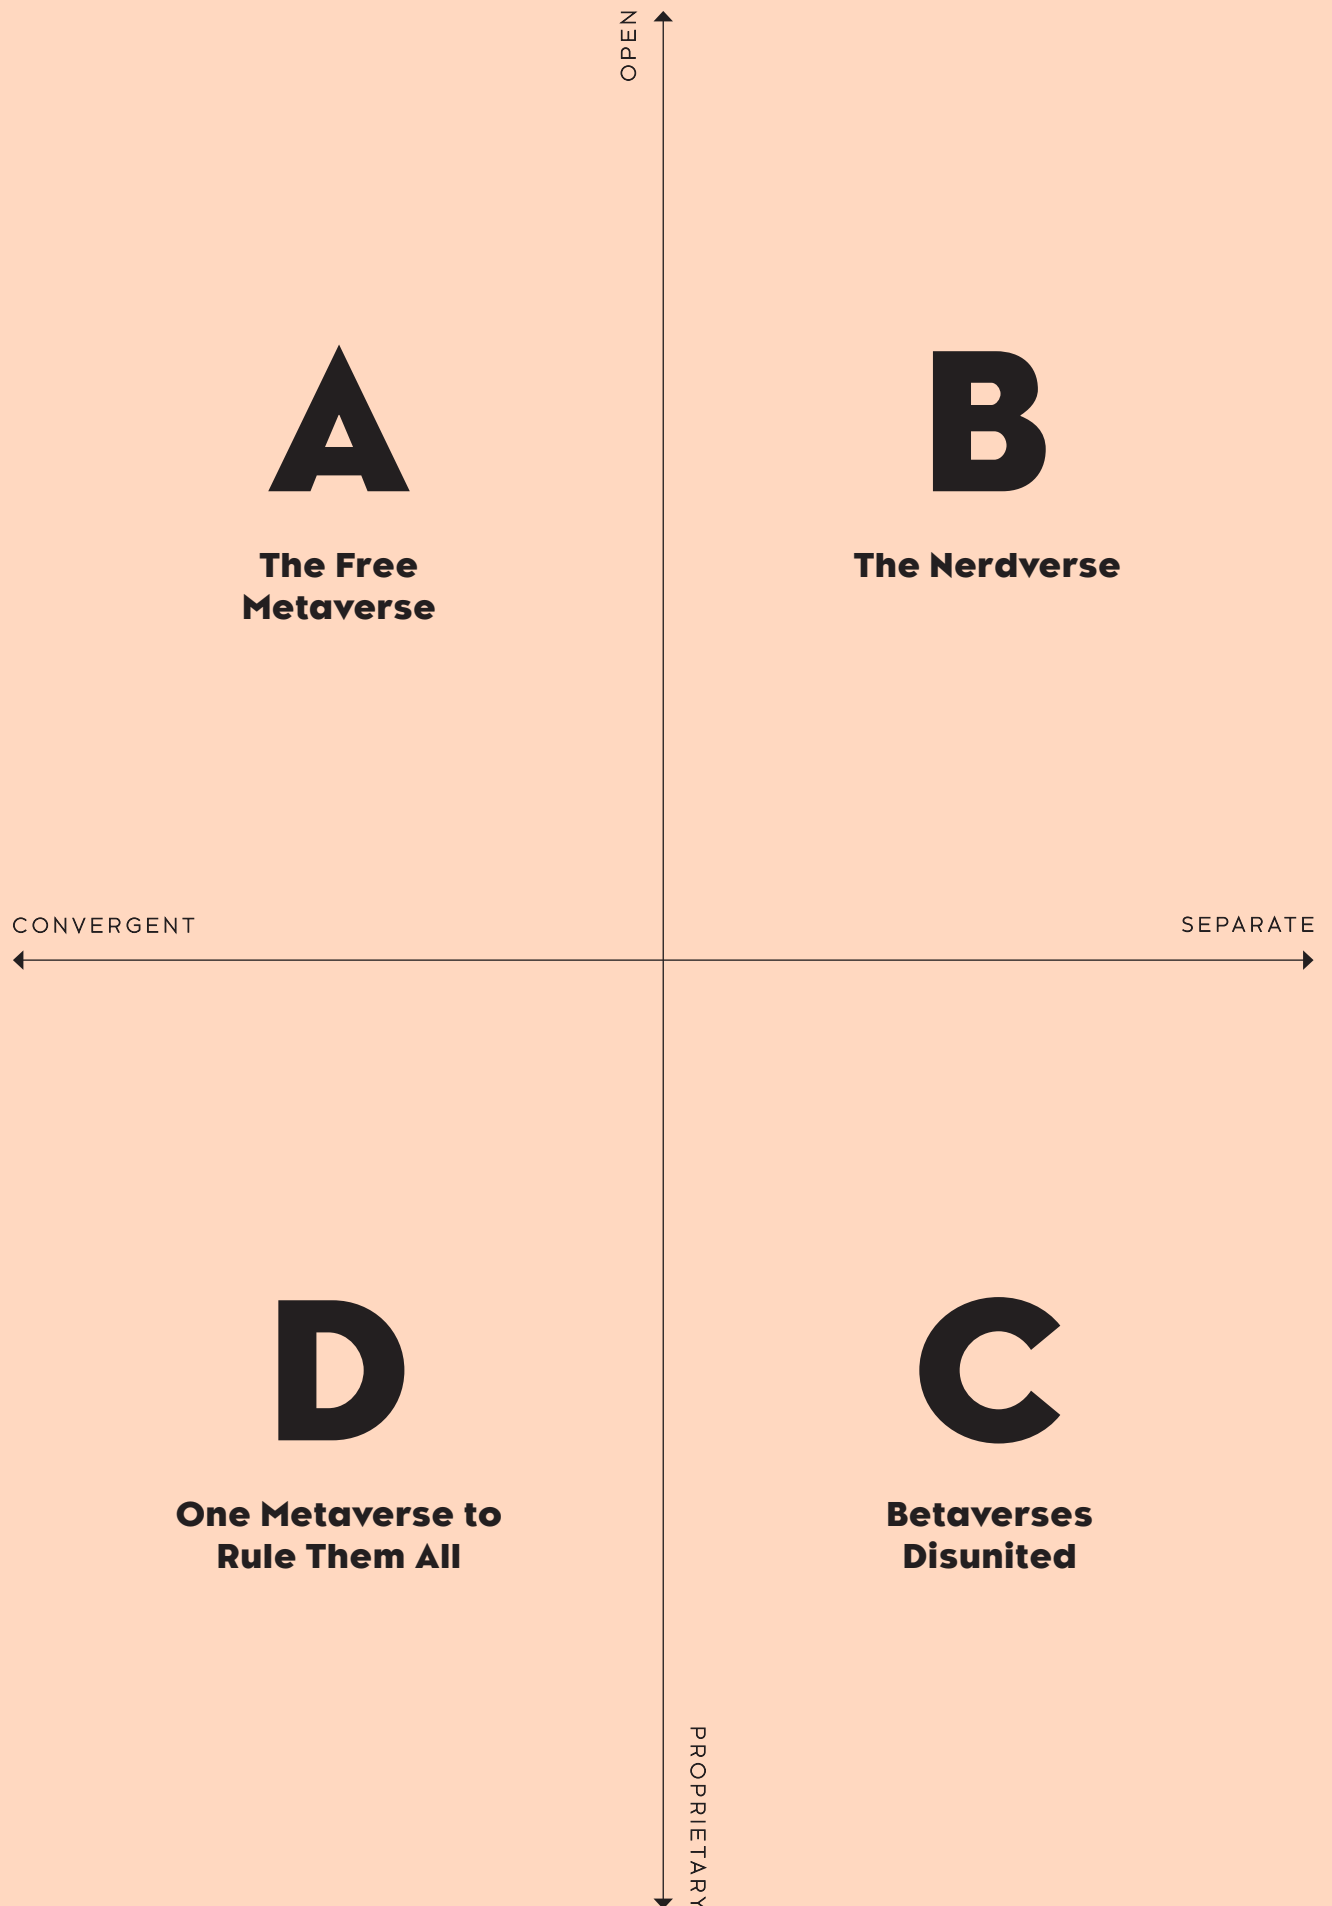 OPEN
A
The Free
Metaverse
B
The Nerdverse
CONVERGENT
SEPARATE
D
One Metaverse to
Rule Them All
C
Betaverses
Disunited
PROPRIETARY